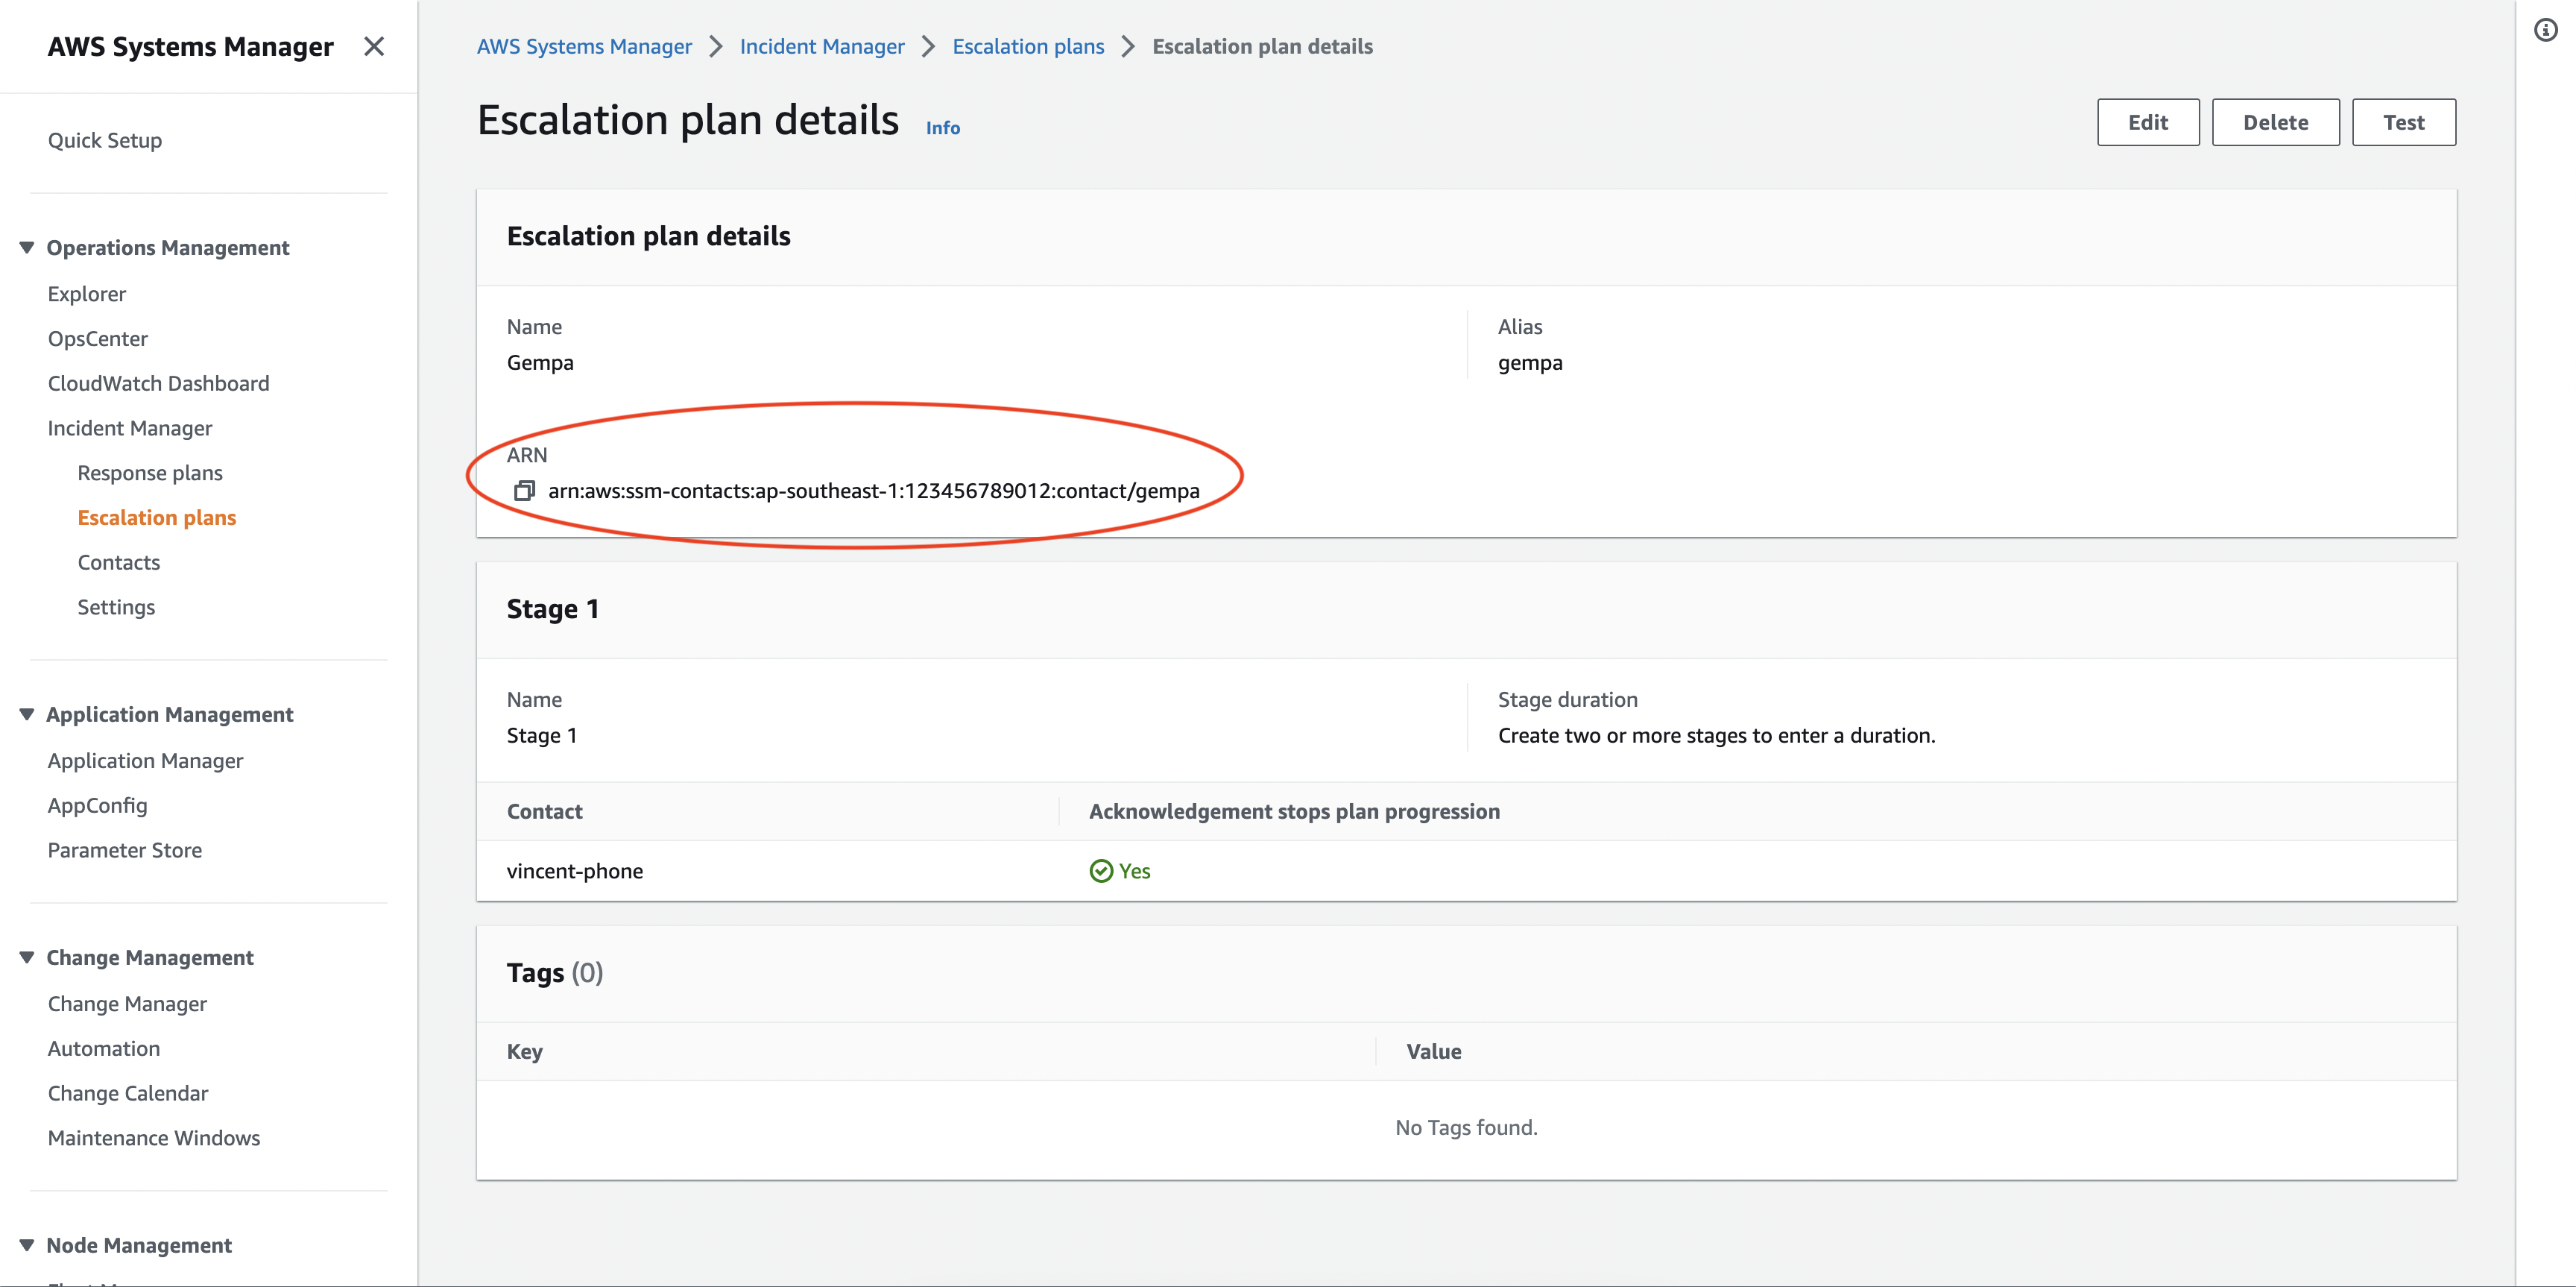 AWS Systems Manager
Quick Setup
Operations Management
Explorer
OpsCenter
CloudWatch Dashboard
Incident Manager
Response plans
Escalation plans
Contacts
Settings
Application Management
Application Manager
AppConfig
Parameter Store
Change Management
Change Manager
Automation
Change Calendar
Maintenance Windows
Node Management
AWS Systems Manager > Incident Manager > Escalation plans > Escalation plan details
Escalation plan details Info
Edit Delete Test
Escalation plan details
Name
Gempa
Alias
gempa
ARN
arn:aws:ssm-contacts:ap-southeast-1:123456789012:contact/gempa
Stage 1
Name
Stage 1
Stage duration
Create two or more stages to enter a duration.
Contact Acknowledgement stops plan progression
vincent-phone Yes
Tags (0)
Key Value
No Tags found.